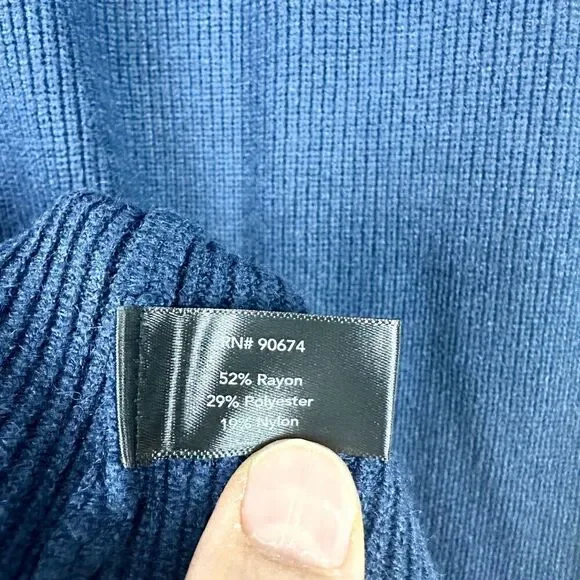 RN# 90674
52% Rayon
29% Polyester
19% Nylon